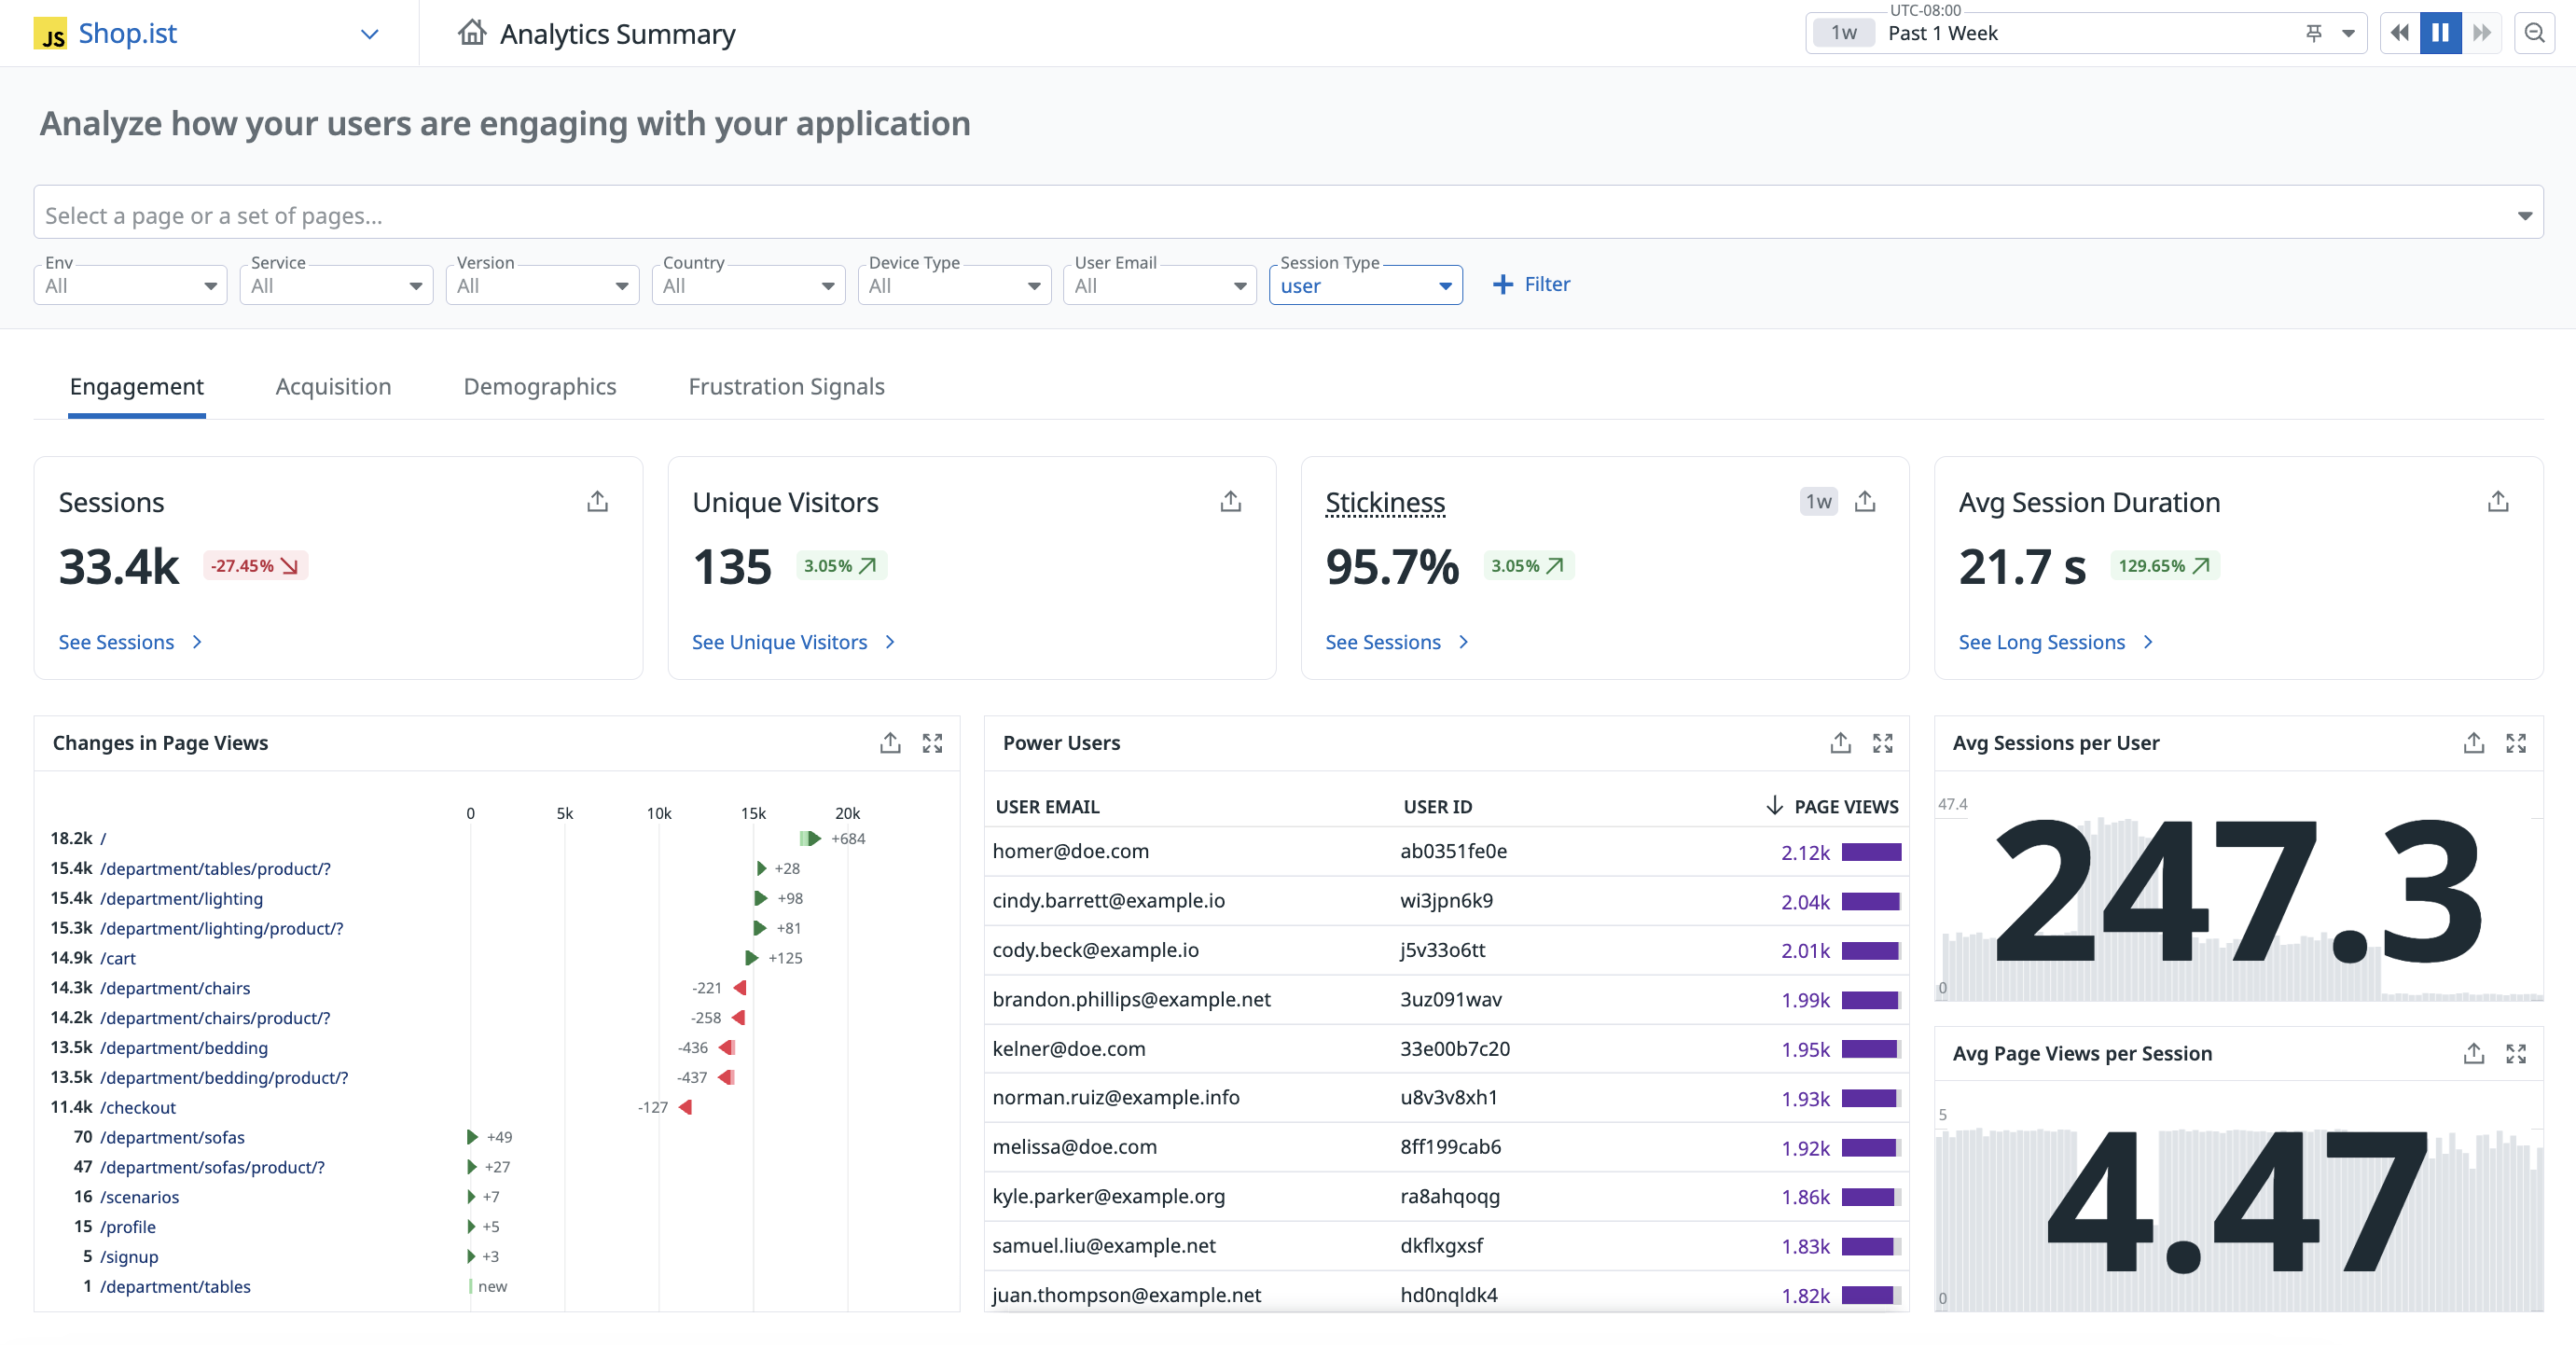 JS Shop.ist
Analytics Summary
UTC-08:00
1w Past 1 Week
Analyze how your users are engaging with your application
Select a page or a set of pages...
Env Service Version Country Device Type User Email Session Type
All All All All All All user + Filter
Engagement Acquisition Demographics Frustration Signals
Sessions
33.4k -27.45%
See Sessions
Unique Visitors
135 3.05%
See Unique Visitors
Stickiness 1w
95.7% 3.05%
See Sessions
Avg Session Duration
21.7 s 129.65%
See Long Sessions
Changes in Page Views
0 5k 10k 15k 20k
18.2k / +684
15.4k /department/tables/product/? +28
15.4k /department/lighting +98
15.3k /department/lighting/product/? +81
14.9k /cart +125
14.3k /department/chairs -221
14.2k /department/chairs/product/? -258
13.5k /department/bedding -436
13.5k /department/bedding/product/? -437
11.4k /checkout -127
70 /department/sofas +49
47 /department/sofas/product/? +27
16 /scenarios +7
15 /profile +5
5 /signup +3
1 /department/tables new
Power Users
USER EMAIL USER ID PAGE VIEWS
homer@doe.com ab0351fe0e 2.12k
cindy.barrett@example.io wi3jpn6k9 2.04k
cody.beck@example.io j5v33o6tt 2.01k
brandon.phillips@example.net 3uz091wav 1.99k
kelner@doe.com 33e00b7c20 1.95k
norman.ruiz@example.info u8v3v8xh1 1.93k
melissa@doe.com 8ff199cab6 1.92k
kyle.parker@example.org ra8ahqoqg 1.86k
samuel.liu@example.net dkflxgxsf 1.83k
juan.thompson@example.net hd0nqldk4 1.82k
Avg Sessions per User
47.4
247.3
0
Avg Page Views per Session
5
4.47
0